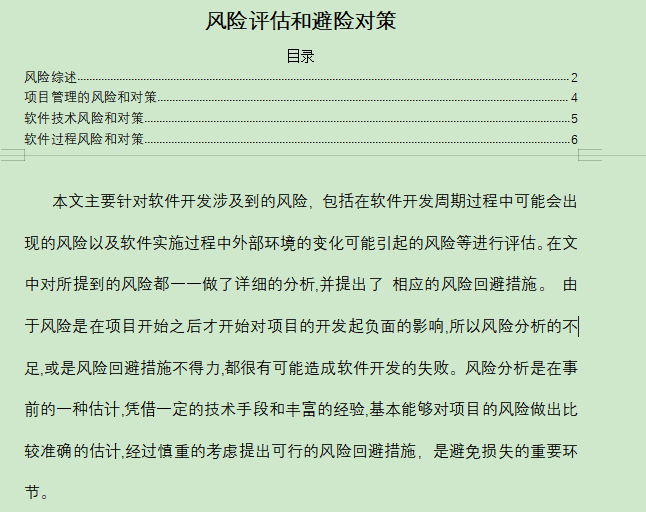 风险评估和避险对策
目录
风险综述........................................................................................................................2
项目管理的风险和对策....................................................................................................4
软件技术风险和对策........................................................................................................5
软件过程风险和对策........................................................................................................6
本文主要针对软件开发涉及到的风险，包括在软件开发周期过程中可能会出
现的风险以及软件实施过程中外部环境的变化可能引起的风险等进行评估。在文
中对所提到的风险都一一做了详细的分析,并提出了 相应的风险回避措施。 由
于风险是在项目开始之后才开始对项目的开发起负面的影响,所以风险分析的不
足,或是风险回避措施不得力,都很有可能造成软件开发的失败。风险分析是在事
前的一种估计,凭借一定的技术手段和丰富的经验,基本能够对项目的风险做出比
较准确的估计,经过慎重的考虑提出可行的风险回避措施，是避免损失的重要环
节。